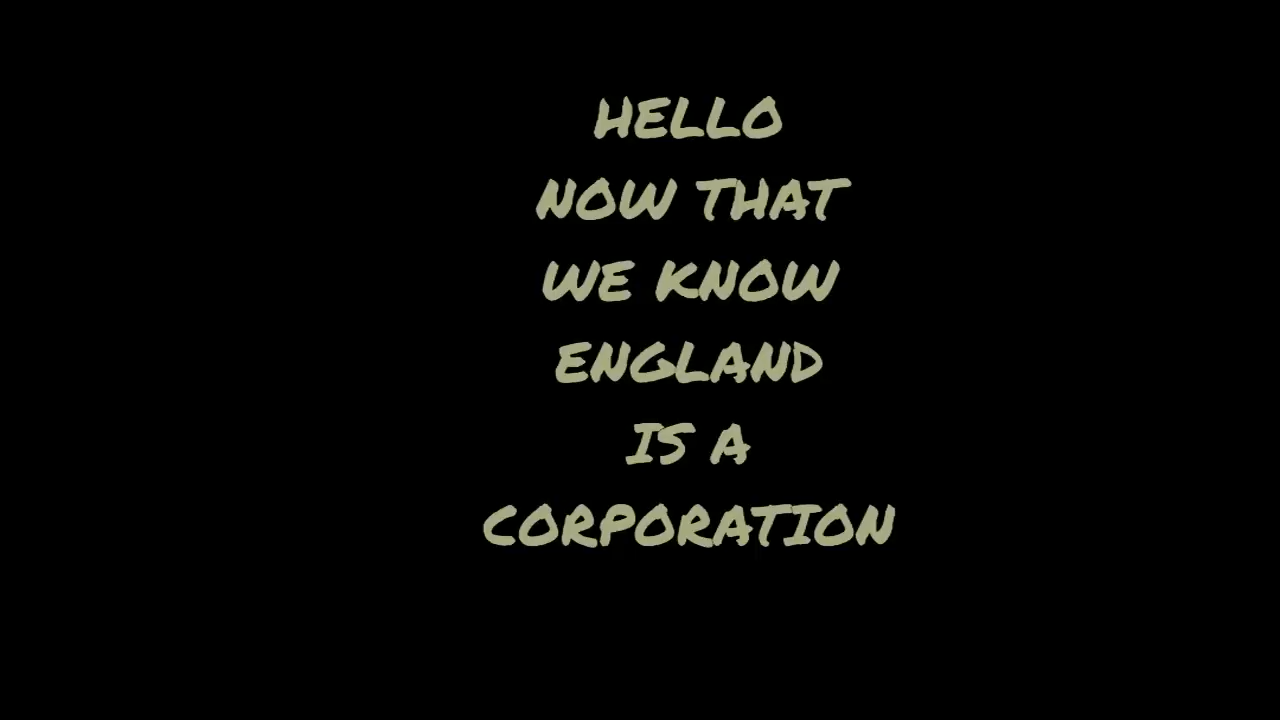 HELLO
NOW THAT
WE KNOW
ENGLAND
IS A
CORPORATION